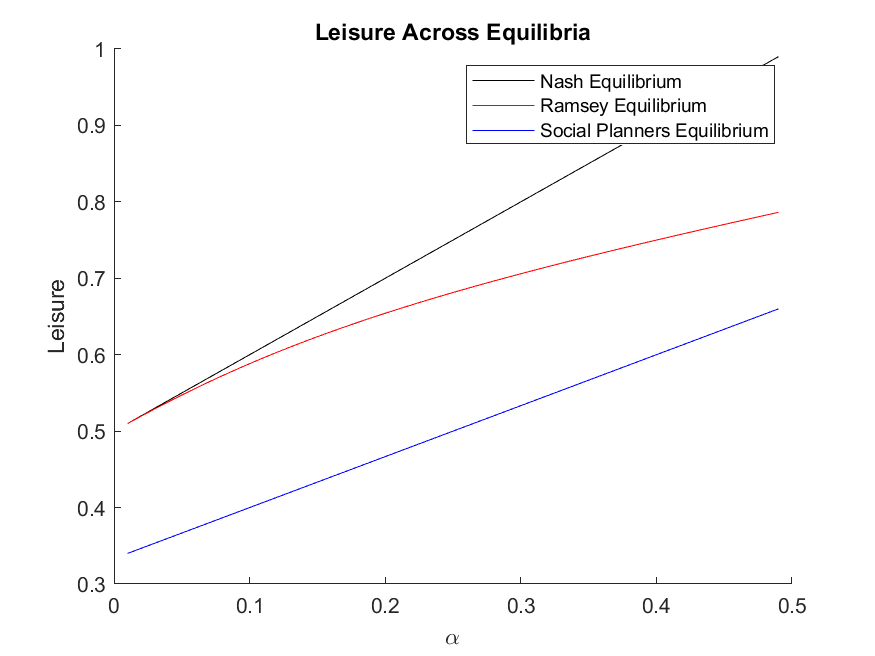 Leisure Across Equilibria
1
0.9
0.8
0.7
0.6
0.5
0.4
0.3
Leisure
Nash Equilibrium
Ramsey Equilibrium
Social Planners Equilibrium
0 0.1 0.2 0.3 0.4 0.5
α